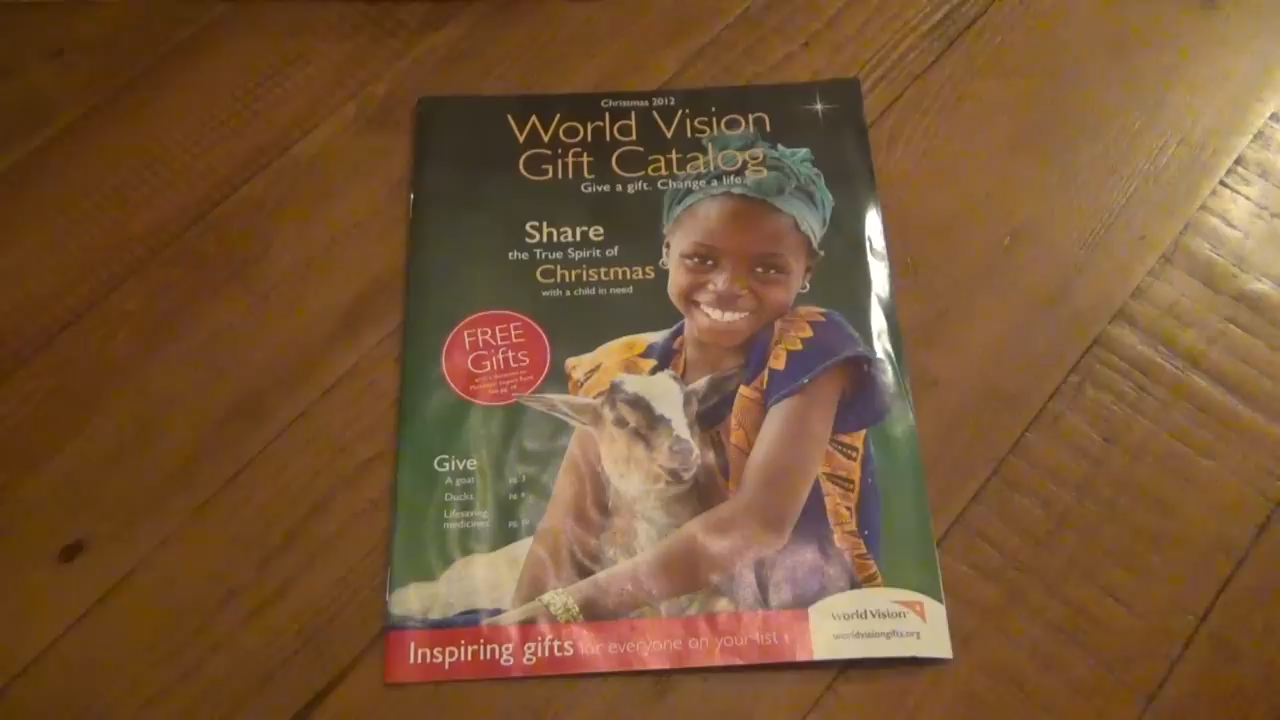 Christmas 2012
World Vision
Gift Catalog
Give a gift. Change a life.
Share
the True Spirit of
Christmas
with a child in need
FREE
Gifts
Give
A goat pg. 3
Ducks
Lifesaving
medicines
Inspiring gifts for everyone on your list
World Vision
worldvisiongifts.org